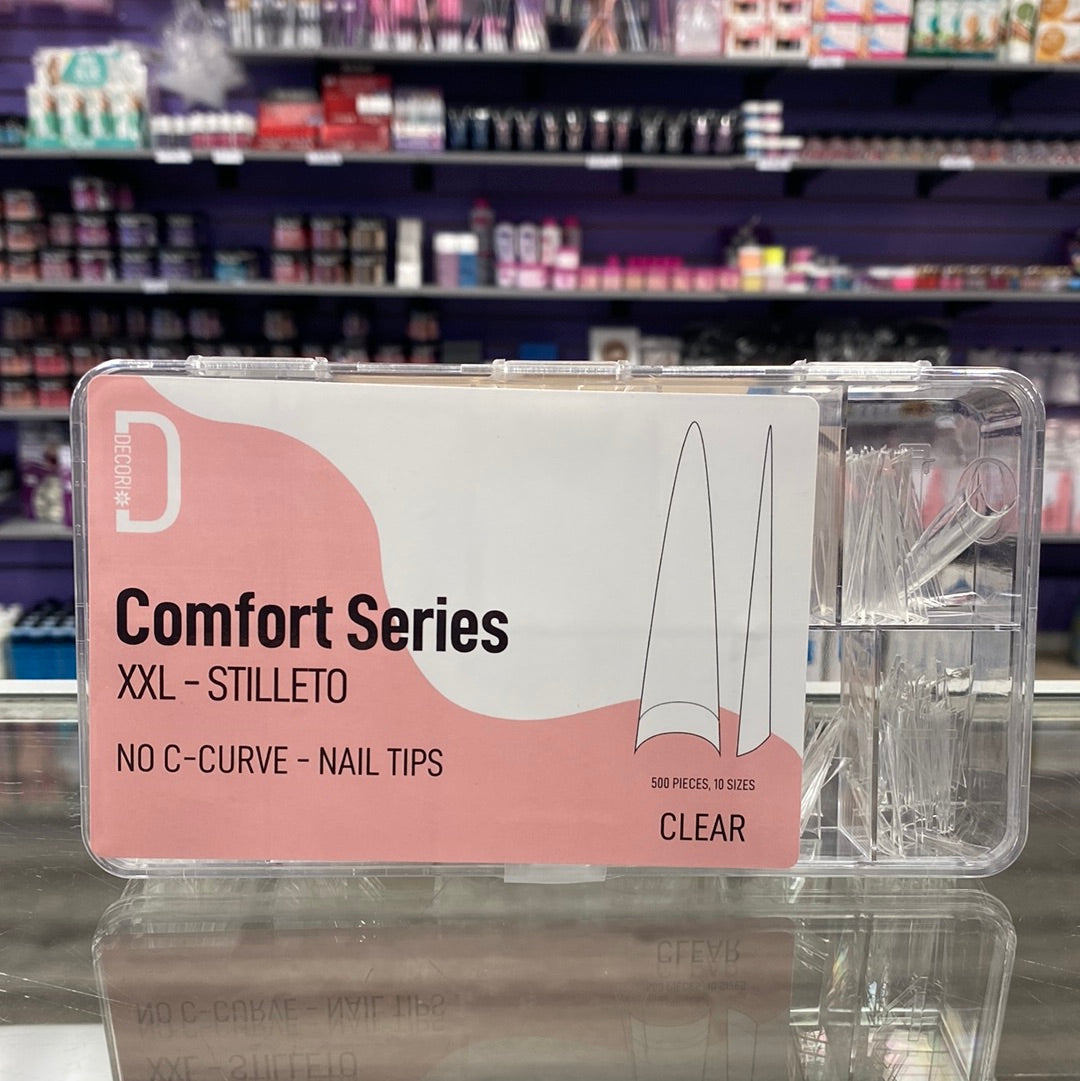 D
DECORI
Comfort Series
XXL - STILLETO
NO C-CURVE - NAIL TIPS
500 PIECES, 10 SIZES
CLEAR